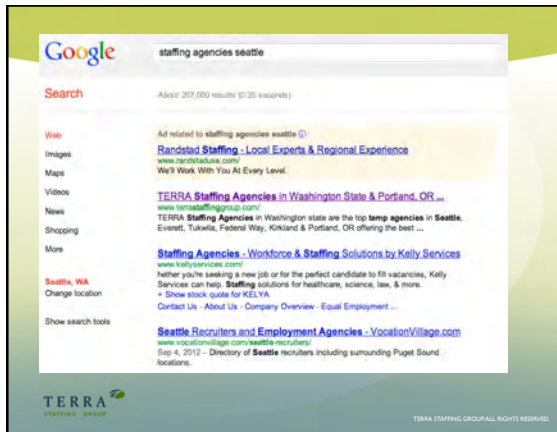 Google
staffing agencies seattle
Search
About 257,000 results (0.25 seconds)
Web
Images
Maps
Videos
News
Shopping
More
Seattle, WA
Change location
Show search tools
Ad related to staffing agencies seattle
Randstad Staffing - Local Experts & Regional Experience
www.randstadusa.com/
We'll Work With You At Every Level.
TERRA Staffing Agencies in Washington State & Portland, OR ...
www.terrastaffinggroup.com/
TERRA Staffing Agencies in Washington state are the top temp agencies in Seattle,
Everett, Tukwila, Federal Way, Kirkland & Portland, OR offering the best ...
Staffing Agencies - Workforce & Staffing Solutions by Kelly Services
www.kellyservices.com/
hether you're seeking a new job or for the perfect candidate to fill vacancies, Kelly
Services can help. Staffing solutions for healthcare, science, law, & more.
+ Show stock quote for KELYA
Contact Us - About Us - Company Overview - Equal Employment ...
Seattle Recruiters and Employment Agencies - VocationVillage.com
www.vocationvillage.com/seattle-recruiters/
Sep 4, 2012 – Directory of Seattle recruiters including surrounding Puget Sound
locations.
TERRA
STAFFING GROUP
TERRA STAFFING GROUP.ALL RIGHTS RESERVED.